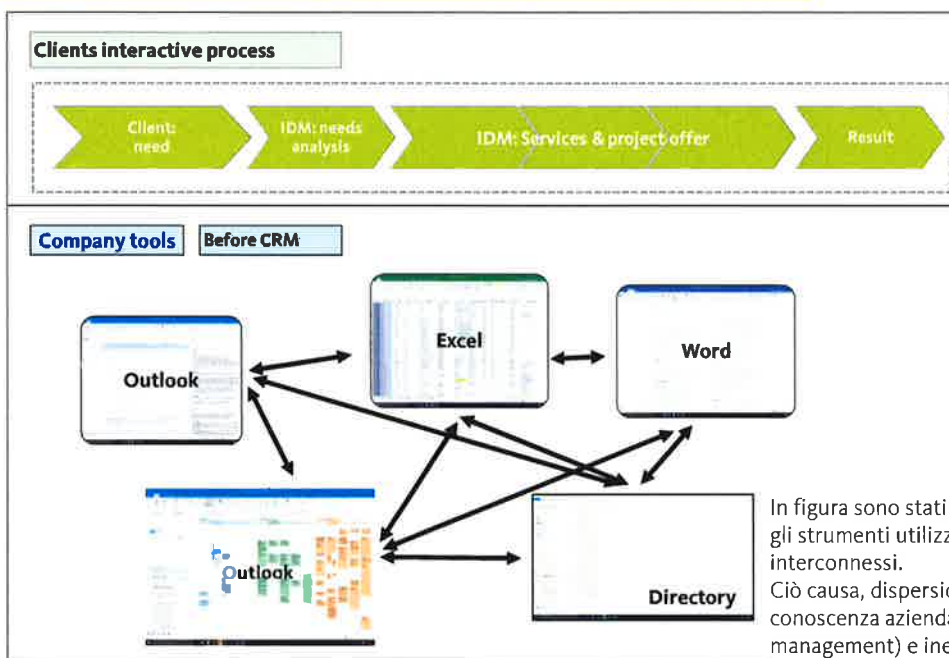 Clients interactive process
Client:
need
IDM: needs
analysis
IDM: Services & project offer
Result
Company tools
Before CRM
Outlook
Excel
Word
Outlook
Directory
In figura sono stati
gli strumenti utilizz
interconnessi.
Ciò causa, dispersio
conoscenza azienda
management) e ine